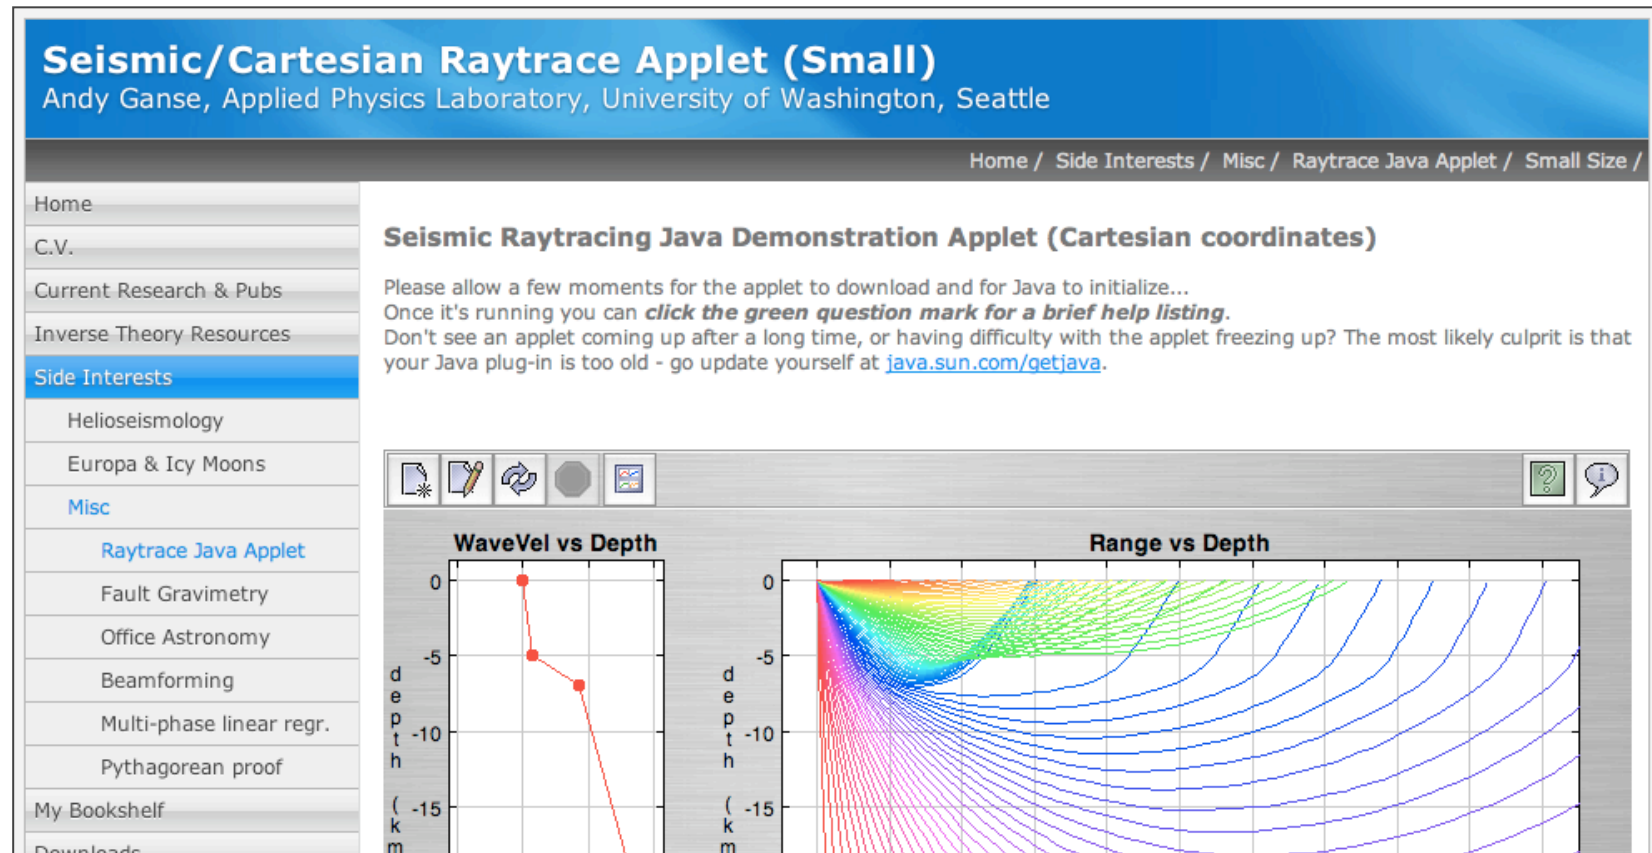 Seismic/Cartesian Raytrace Applet (Small)
Andy Ganse, Applied Physics Laboratory, University of Washington, Seattle
Home / Side Interests / Misc / Raytrace Java Applet / Small Size /
Home
C.V.
Current Research & Pubs
Inverse Theory Resources
Side Interests
Helioseismology
Europa & Icy Moons
Misc
Raytrace Java Applet
Fault Gravimetry
Office Astronomy
Beamforming
Multi-phase linear regr.
Pythagorean proof
My Bookshelf
Downloads
Seismic Raytracing Java Demonstration Applet (Cartesian coordinates)
Please allow a few moments for the applet to download and for Java to initialize...
Once it's running you can click the green question mark for a brief help listing.
Don't see an applet coming up after a long time, or having difficulty with the applet freezing up? The most likely culprit is that
your Java plug-in is too old - go update yourself at java.sun.com/getjava.
WaveVel vs Depth
0
-5
-10
-15
depth (km
Range vs Depth
0
-5
-10
-15
depth (km